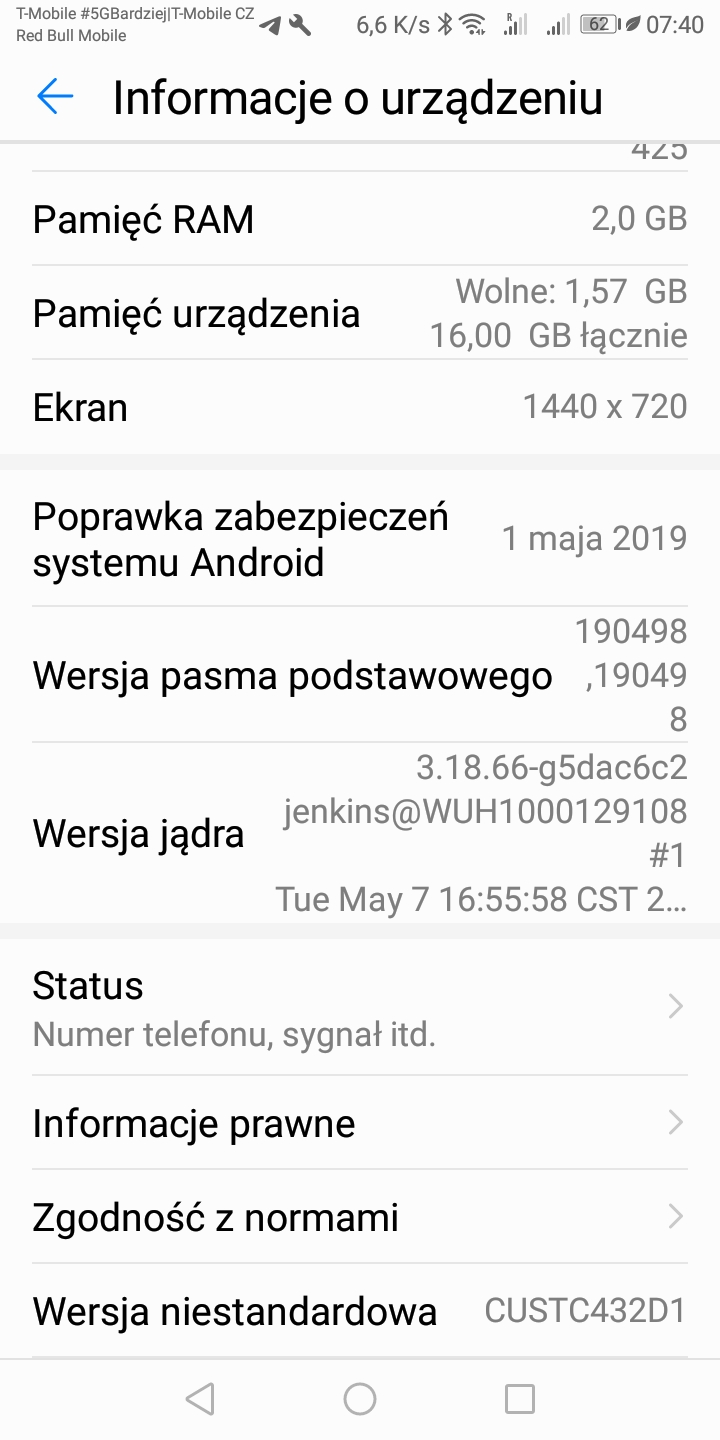 T-Mobile #5GBardziej|T-Mobile CZ
Red Bull Mobile
6,6 K/s
R
62
07:40
Informacje o urządzeniu
425
Pamięć RAM
2,0 GB
Pamięć urządzenia
Wolne: 1,57 GB
16,00 GB łącznie
Ekran
1440 x 720
Poprawka zabezpieczeń
systemu Android
1 maja 2019
Wersja pasma podstawowego
190498
,19049
8
Wersja jądra
3.18.66-g5dac6c2
jenkins@WUH1000129108
#1
Tue May 7 16:55:58 CST 2…
Status
Numer telefonu, sygnał itd.
Informacje prawne
Zgodność z normami
Wersja niestandardowa
CUSTC432D1